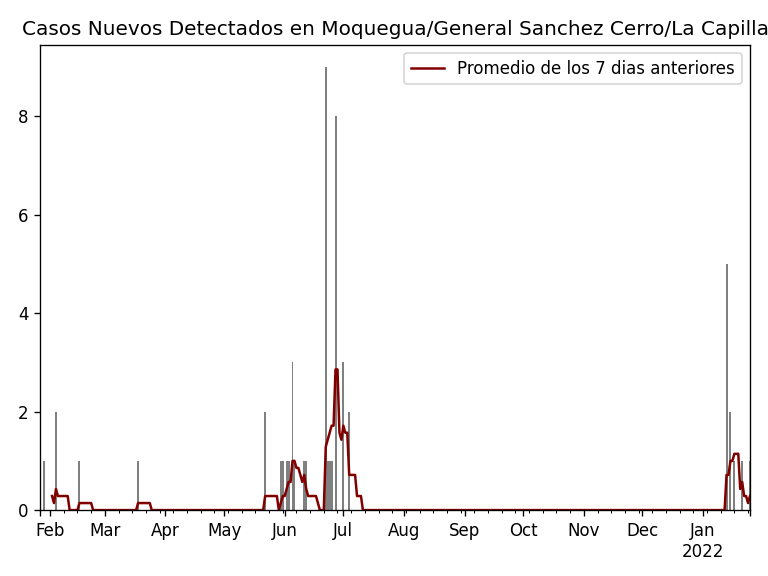 Casos Nuevos Detectados en Moquegua/General Sanchez Cerro/La Capilla
Promedio de los 7 dias anteriores
8
6
4
2
0
Feb Mar Apr May Jun Jul Aug Sep Oct Nov Dec Jan
2022